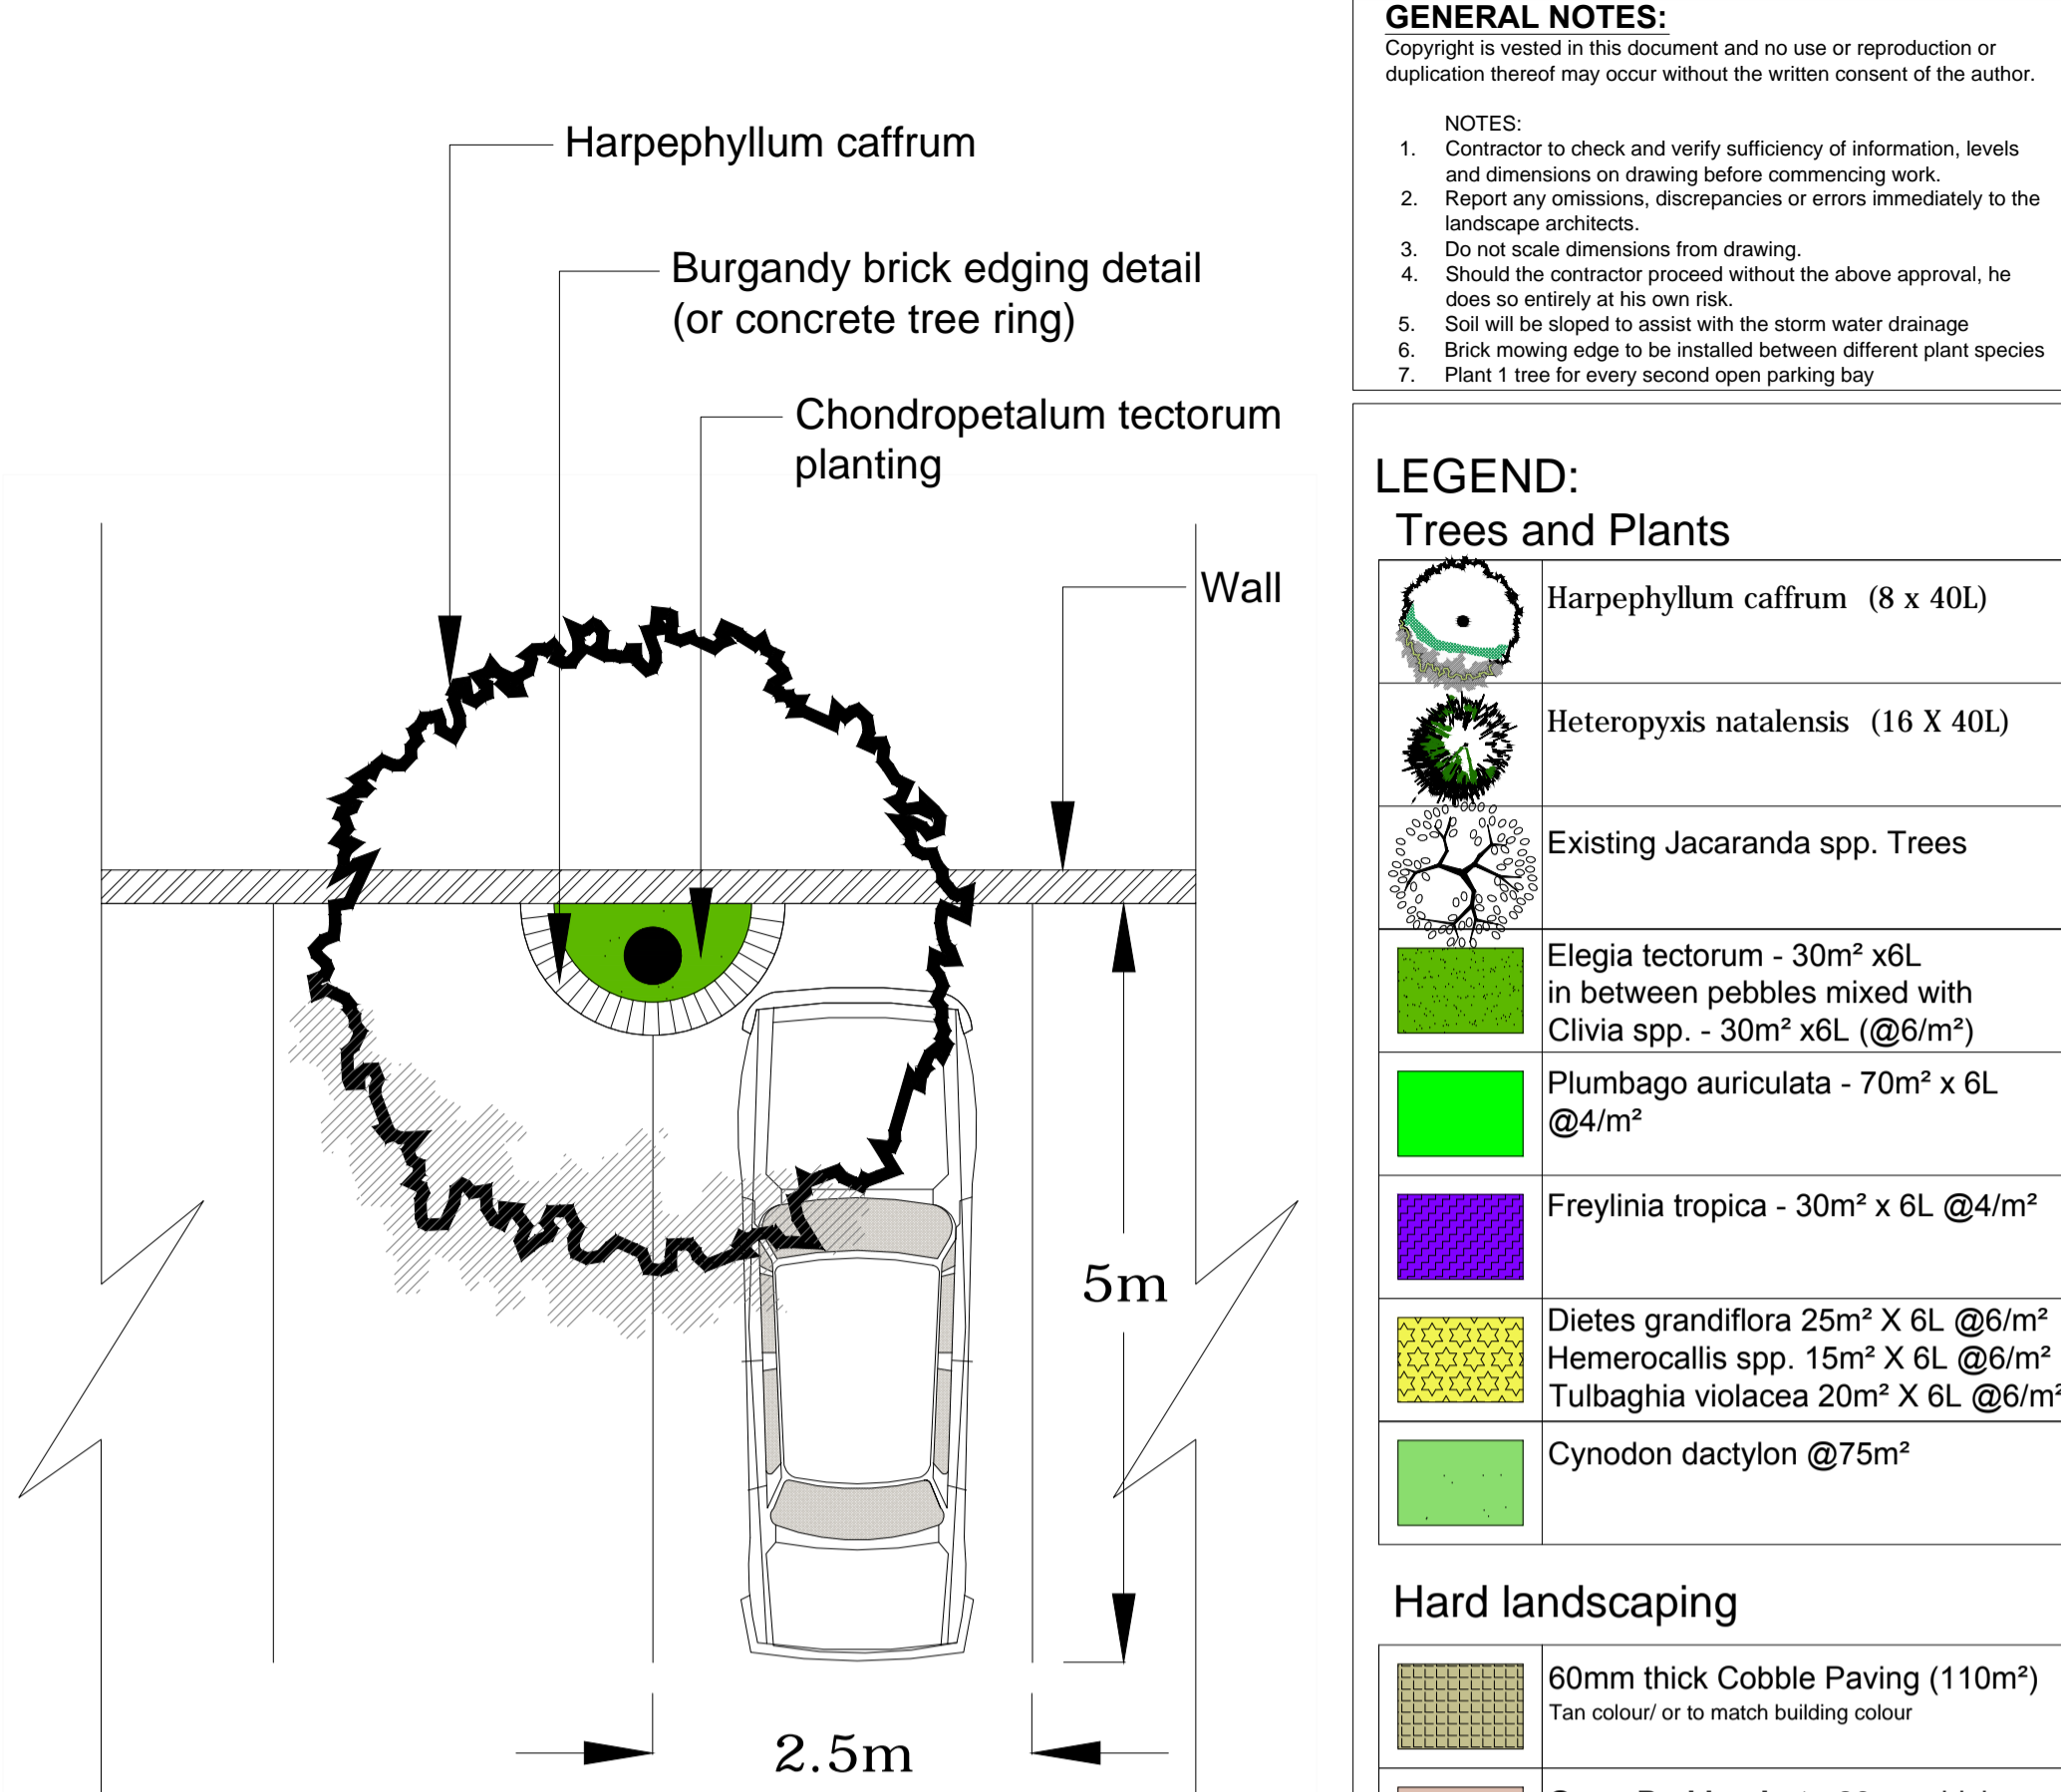 Harpephyllum caffrum
Burgandy brick edging detail
(or concrete tree ring)
Chondropetalum tectorum
planting
Wall
5m
2.5m
GENERAL NOTES:
Copyright is vested in this document and no use or reproduction or
duplication thereof may occur without the written consent of the author.
NOTES:
1. Contractor to check and verify sufficiency of information, levels
and dimensions on drawing before commencing work.
2. Report any omissions, discrepancies or errors immediately to the
landscape architects.
3. Do not scale dimensions from drawing.
4. Should the contractor proceed without the above approval, he
does so entirely at his own risk.
5. Soil will be sloped to assist with the storm water drainage
6. Brick mowing edge to be installed between different plant species
7. Plant 1 tree for every second open parking bay
LEGEND:
Trees and Plants
Harpephyllum caffrum (8 x 40L)
Heteropyxis natalensis (16 X 40L)
Existing Jacaranda spp. Trees
Elegia tectorum - 30m² x6L
in between pebbles mixed with
Clivia spp. - 30m² x6L (@6/m²)
Plumbago auriculata - 70m² x 6L
@4/m²
Freylinia tropica - 30m² x 6L @4/m²
Dietes grandiflora 25m² X 6L @6/m²
Hemerocallis spp. 15m² X 6L @6/m²
Tulbaghia violacea 20m² X 6L @6/m²
Cynodon dactylon @75m²
Hard landscaping
60mm thick Cobble Paving (110m²)
Tan colour/ or to match building colour